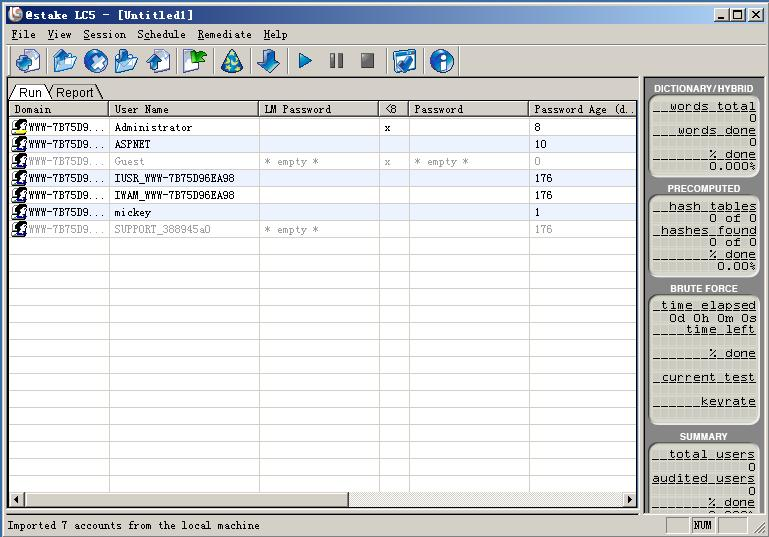 @stake LC5 - [Untitled1]
File View Session Schedule Remediate Help
Run Report
Domain User Name LM Password <8 Password Password Age (d..
WWW-7B75D9... Administrator x 8
WWW-7B75D9... ASPNET 10
WWW-7B75D9... Guest * empty * x * empty * 0
WWW-7B75D9... IUSR_WWW-7B75D96EA98 176
WWW-7B75D9... IWAM_WWW-7B75D96EA98 176
WWW-7B75D9... mickey 1
WWW-7B75D9... SUPPORT_388945a0 * empty * 176
DICTIONARY/HYBRID
words total
0
words done
0
% done
0.000%
PRECOMPUTED
hash tables
0 of 0
hashes found
0 of 0
% done
0.00%
BRUTE FORCE
time elapsed
0d 0h 0m 0s
time left
% done
current test
keyrate
SUMMARY
total users
0
audited users
0
% done
Imported 7 accounts from the local machine
NUM